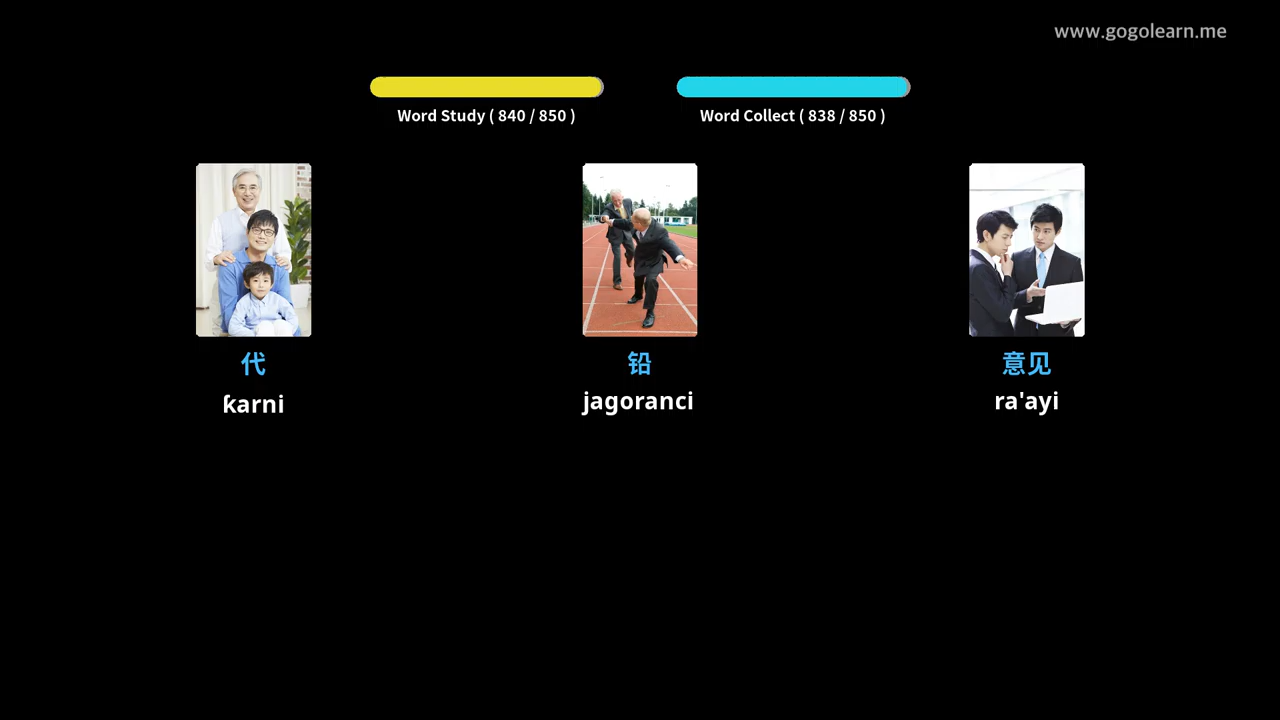 www.gogolearn.me
Word Study ( 840 / 850 )
Word Collect ( 838 / 850 )
代
铅
意见
ƙarni
jagoranci
ra'ayi